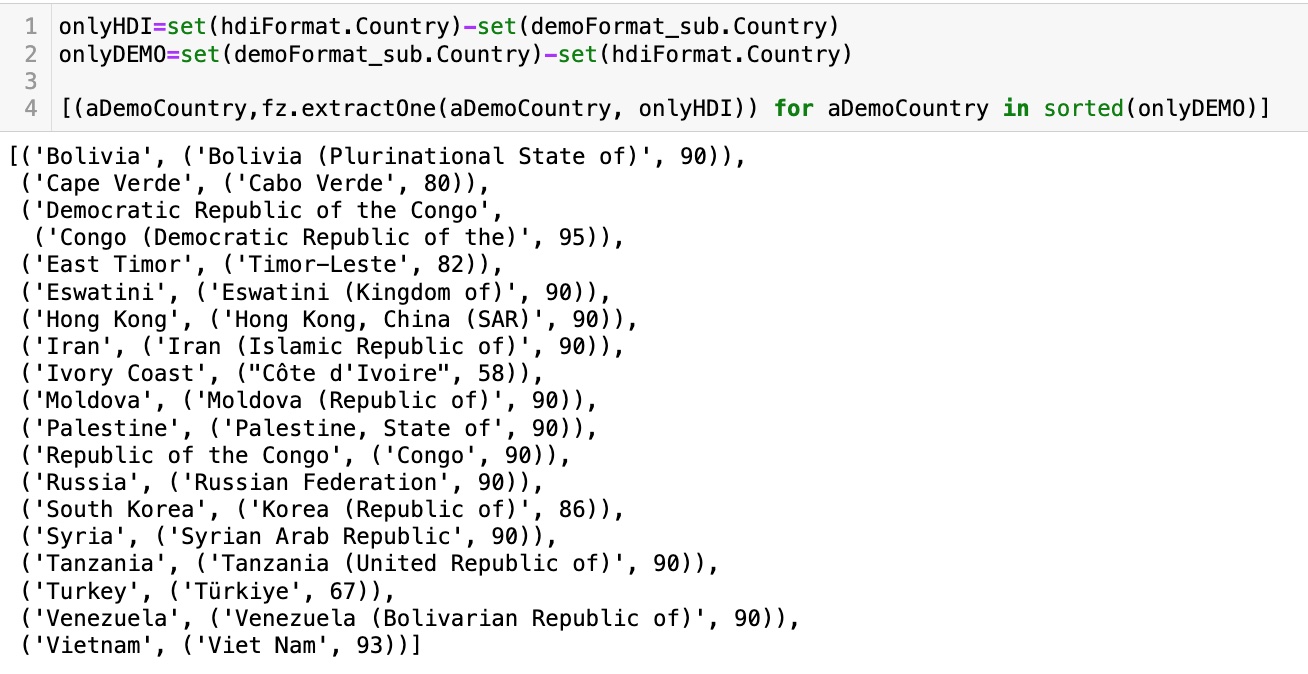 1 onlyHDI=set(hdiFormat.Country)-set(demoFormat_sub.Country)
2 onlyDEMO=set(demoFormat_sub.Country)-set(hdiFormat.Country)
3
4 [(aDemoCountry,fz.extractOne(aDemoCountry, onlyHDI)) for aDemoCountry in sorted(onlyDEMO)]
[('Bolivia', ('Bolivia (Plurinational State of)', 90)),
('Cape Verde', ('Cabo Verde', 80)),
('Democratic Republic of the Congo',
('Congo (Democratic Republic of the)', 95)),
('East Timor', ('Timor-Leste', 82)),
('Eswatini', ('Eswatini (Kingdom of)', 90)),
('Hong Kong', ('Hong Kong, China (SAR)', 90)),
('Iran', ('Iran (Islamic Republic of)', 90)),
('Ivory Coast', ("Côte d'Ivoire", 58)),
('Moldova', ('Moldova (Republic of)', 90)),
('Palestine', ('Palestine, State of', 90)),
('Republic of the Congo', ('Congo', 90)),
('Russia', ('Russian Federation', 90)),
('South Korea', ('Korea (Republic of)', 86)),
('Syria', ('Syrian Arab Republic', 90)),
('Tanzania', ('Tanzania (United Republic of)', 90)),
('Turkey', ('Türkiye', 67)),
('Venezuela', ('Venezuela (Bolivarian Republic of)', 90)),
('Vietnam', ('Viet Nam', 93))]